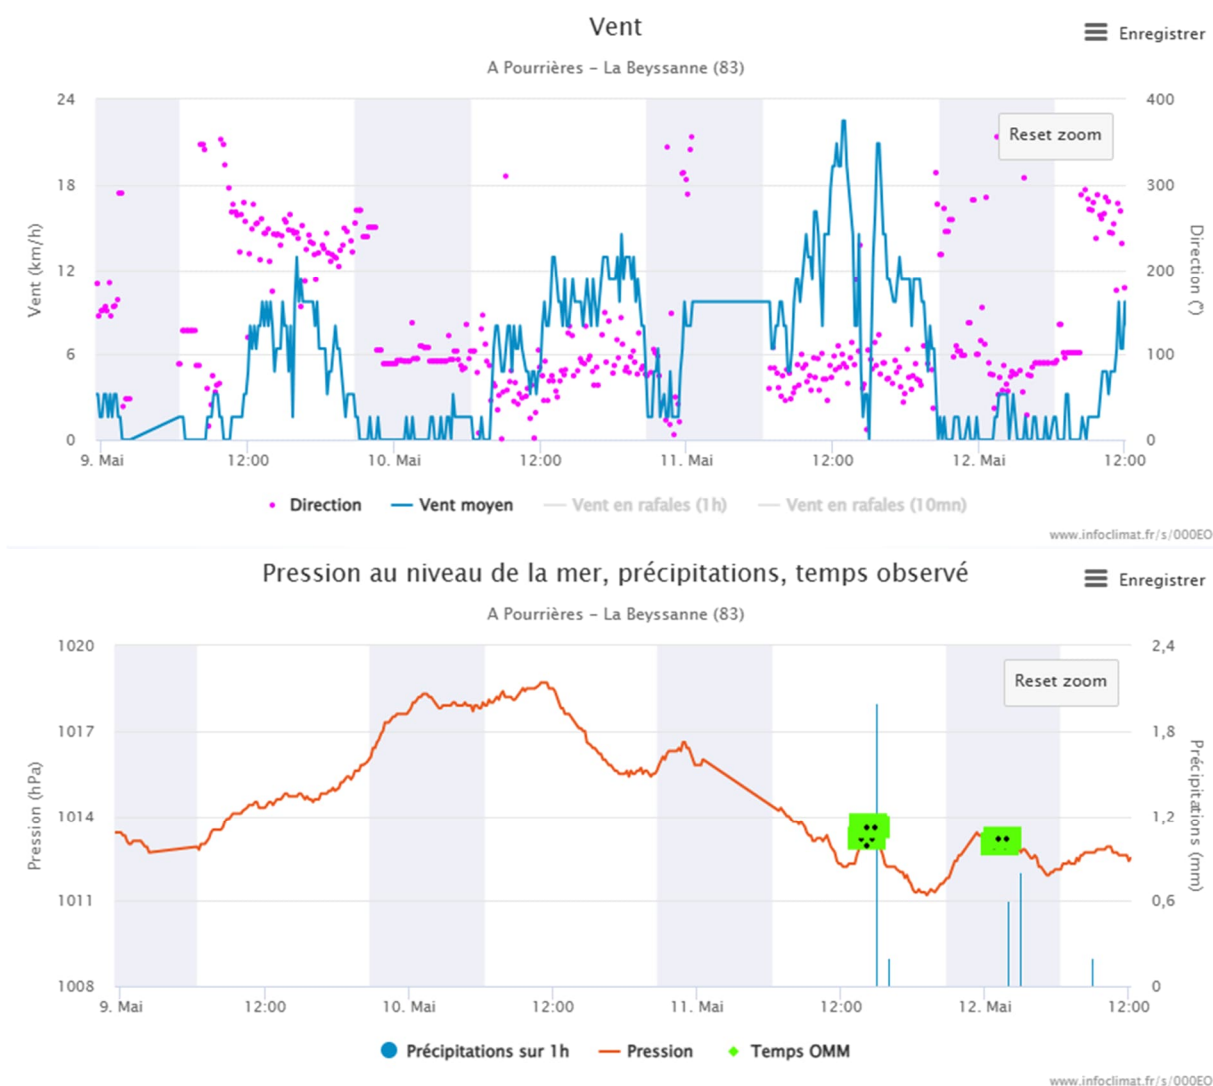 Vent
Enregistrer
A Pourrières - La Beyssanne (83)
24
18
12
6
0
Vent (km/h)
400
300
200
100
0
Direction (°)
Reset zoom
9. Mai
12:00
10. Mai
12:00
11. Mai
12:00
12. Mai
12:00
Direction
Vent moyen
Vent en rafales (1h)
Vent en rafales (10mn)
www.infoclimat.fr/s/000EO
Pression au niveau de la mer, précipitations, temps observé
Enregistrer
A Pourrières - La Beyssanne (83)
1020
1017
1014
1011
1008
Pression (hPa)
2,4
1,8
1,2
0,6
0
Précipitations (mm)
Reset zoom
9. Mai
12:00
10. Mai
12:00
11. Mai
12:00
12. Mai
12:00
Précipitations sur 1h
Pression
Temps OMM
www.infoclimat.fr/s/000EO